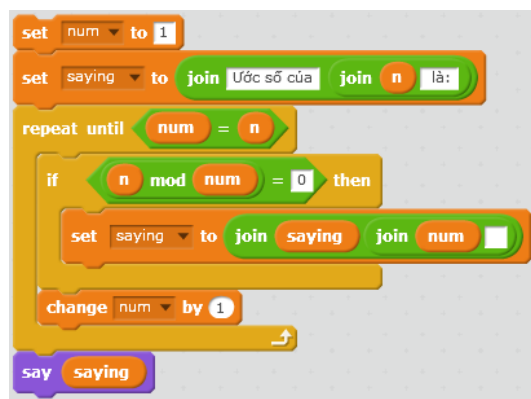 set num to 1
set saying to join Ước số của join n là:
repeat until num = n
if n mod num = 0 then
set saying to join saying join num
change num by 1
say saying